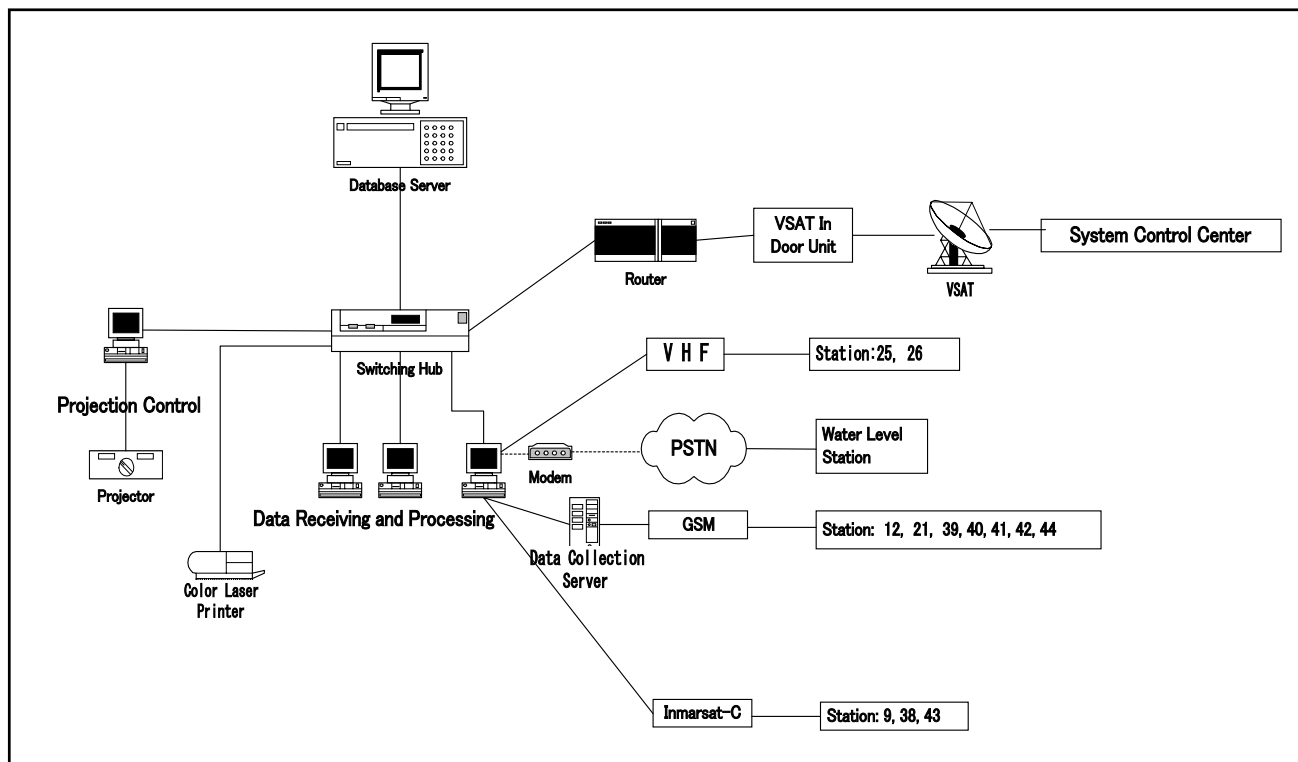 Database Server
VSAT In
Door Unit
System Control Center
Router
VSAT
Switching Hub
V H F
Station:25, 26
Projection Control
PSTN
Water Level
Station
Modem
Projector
Data Receiving and Processing
GSM
Station: 12, 21, 39, 40, 41, 42, 44
Data Collection
Server
Color Laser
Printer
Inmarsat-C
Station: 9, 38, 43